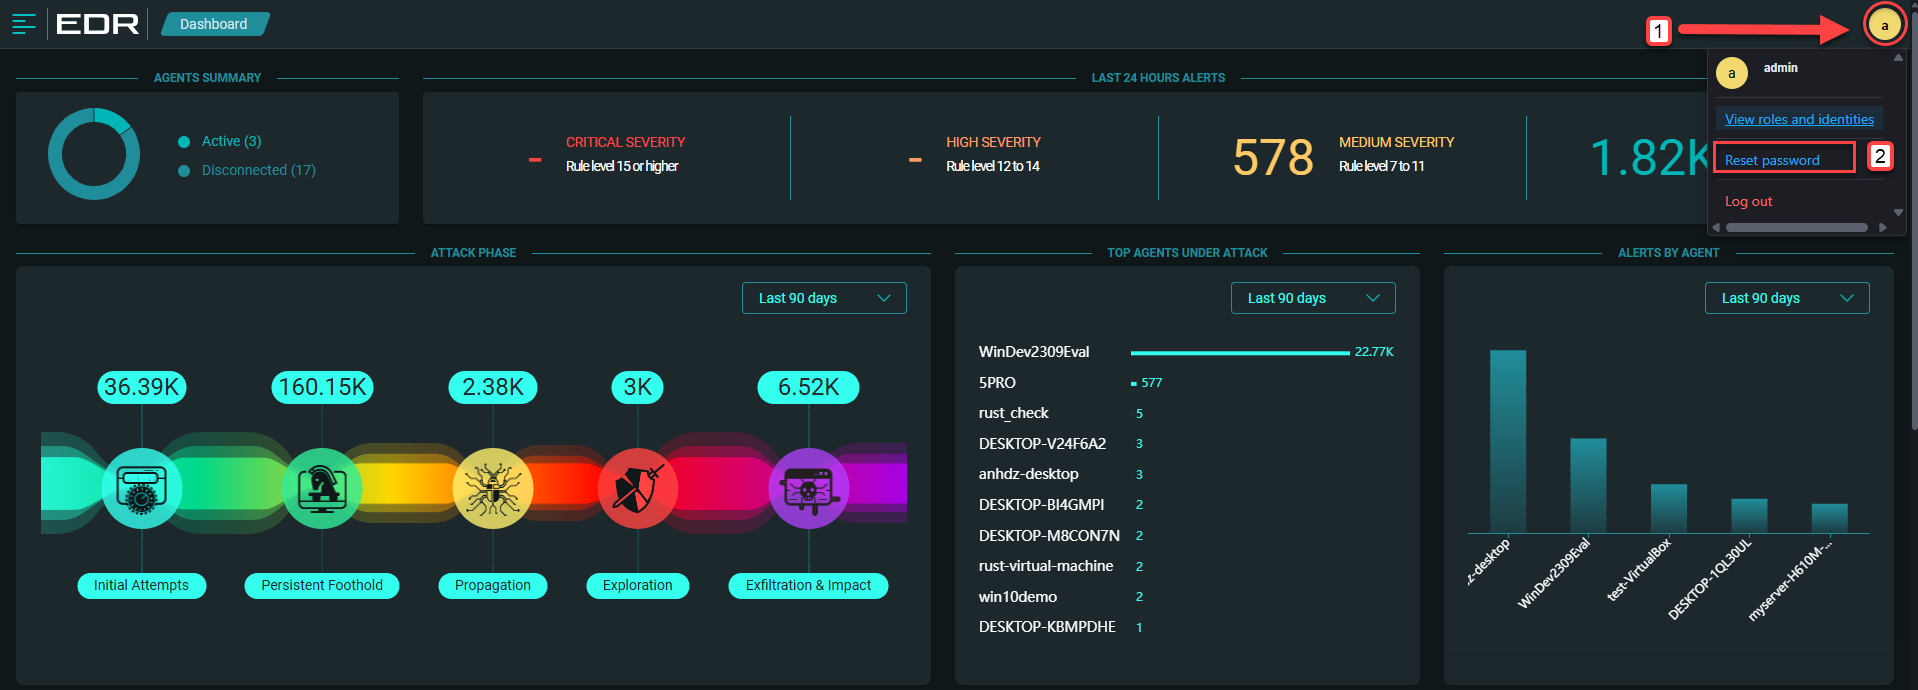 EDR
Dashboard
1
a
AGENTS SUMMARY
Active (3)
Disconnected (17)
LAST 24 HOURS ALERTS
-
CRITICAL SEVERITY
Rule level 15 or higher
-
HIGH SEVERITY
Rule level 12 to 14
578
MEDIUM SEVERITY
Rule level 7 to 11
1.82K
a
admin
View roles and identities
Reset password
2
Log out
ATTACK PHASE
Last 90 days
36.39K
160.15K
2.38K
3K
6.52K
Initial Attempts
Persistent Foothold
Propagation
Exploration
Exfiltration & Impact
TOP AGENTS UNDER ATTACK
Last 90 days
WinDev2309Eval 22.77K
5PRO 577
rust_check 5
DESKTOP-V24F6A2 3
anhdz-desktop 3
DESKTOP-BI4GMPI 2
DESKTOP-M8CON7N 2
rust-virtual-machine 2
win10demo 2
DESKTOP-KBMPDHE 1
ALERTS BY AGENT
Last 90 days
..z-desktop
WinDev2309Eval
test-VirtualBox
DESKTOP-1QL30UL
myserver-H610M-...